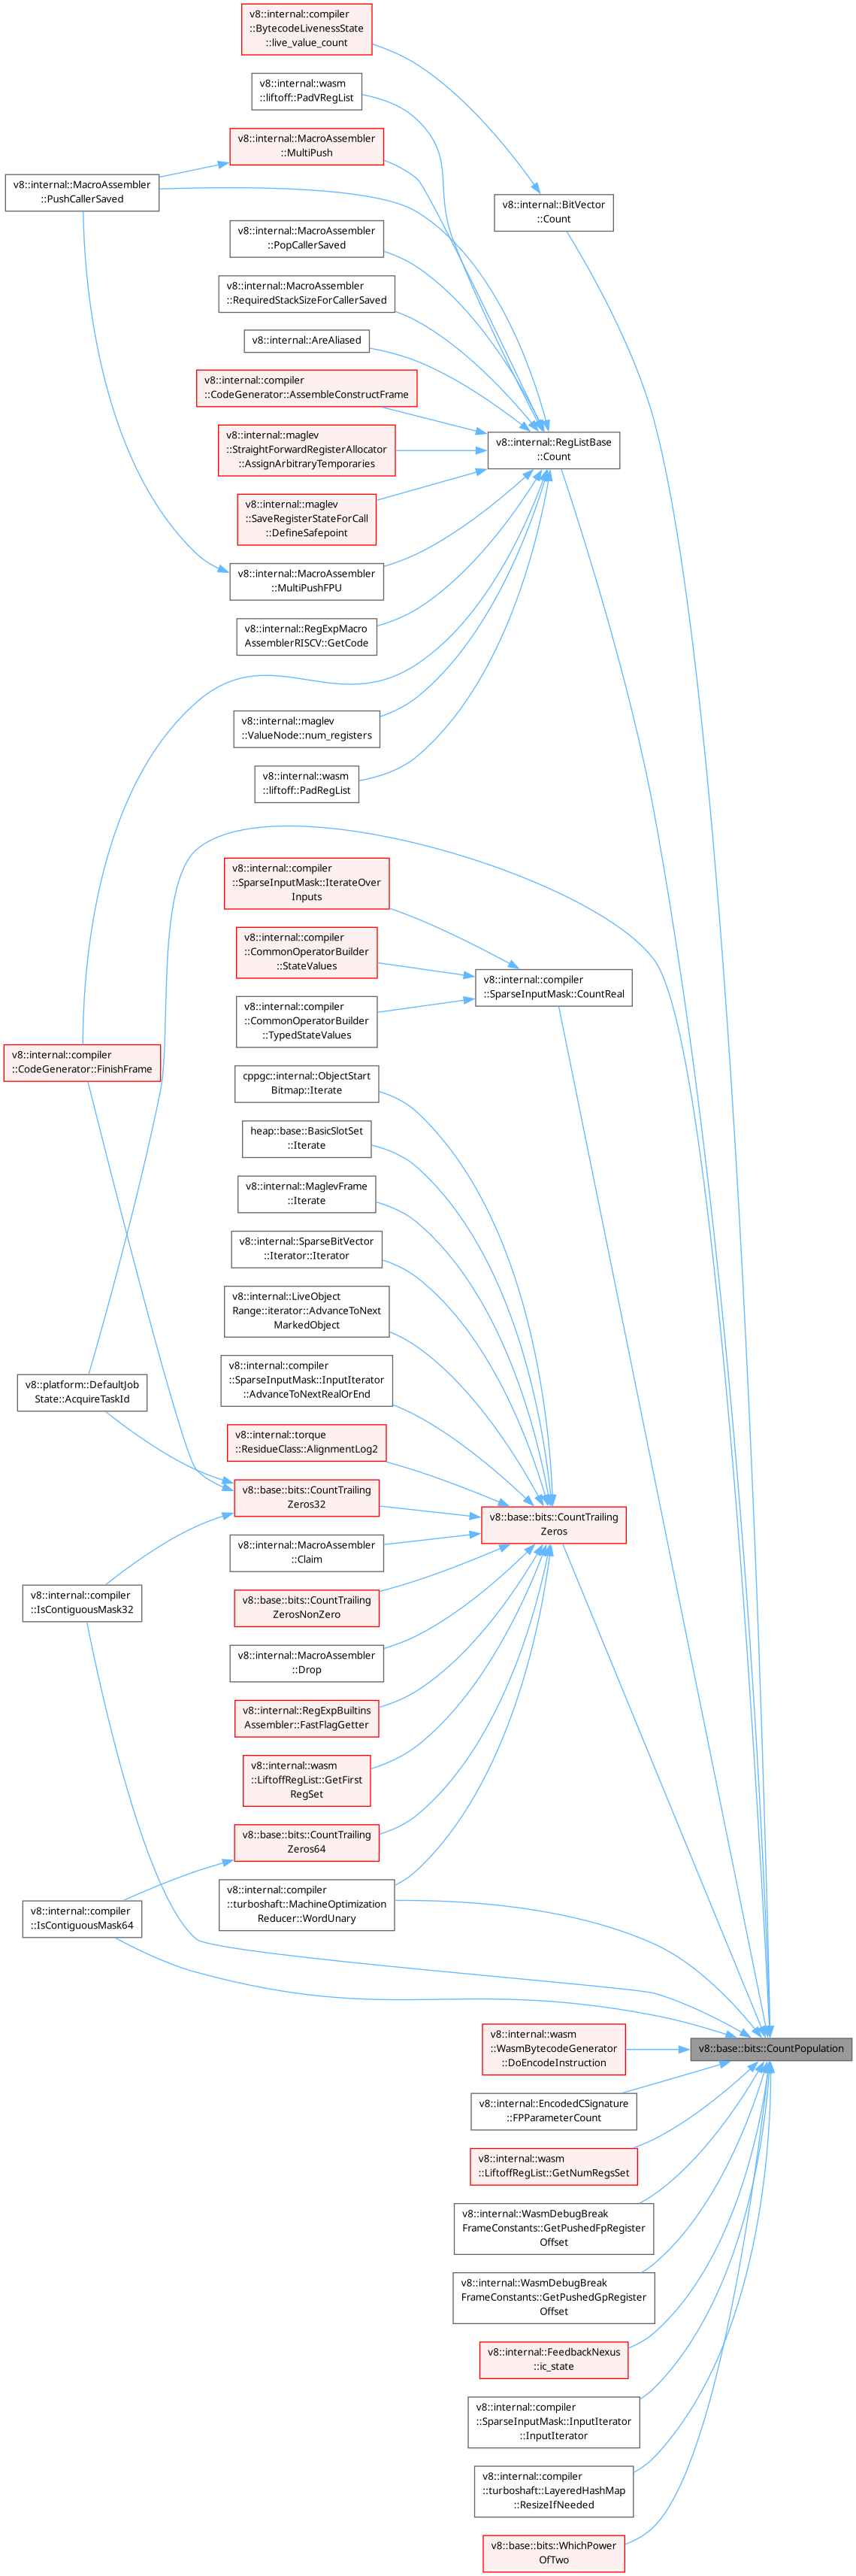 v8::internal::compiler
::BytecodeLivenessState
::live_value_count
v8::internal::wasm
::liftoff::PadVRegList
v8::internal::MacroAssembler
::MultiPush
v8::internal::MacroAssembler
::PushCallerSaved
v8::internal::BitVector
::Count
v8::internal::MacroAssembler
::PopCallerSaved
v8::internal::MacroAssembler
::RequiredStackSizeForCallerSaved
v8::internal::AreAliased
v8::internal::compiler
::CodeGenerator::AssembleConstructFrame
v8::internal::RegListBase
::Count
v8::internal::maglev
::StraightForwardRegisterAllocator
::AssignArbitraryTemporaries
v8::internal::maglev
::SaveRegisterStateForCall
::DefineSafepoint
v8::internal::MacroAssembler
::MultiPushFPU
v8::internal::RegExpMacro
AssemblerRISCV::GetCode
v8::internal::maglev
::ValueNode::num_registers
v8::internal::wasm
::liftoff::PadRegList
v8::internal::compiler
::SparseInputMask::IterateOver
Inputs
v8::internal::compiler
::CommonOperatorBuilder
::StateValues
v8::internal::compiler
::SparseInputMask::CountReal
v8::internal::compiler
::CommonOperatorBuilder
::TypedStateValues
v8::internal::compiler
::CodeGenerator::FinishFrame
cppgc::internal::ObjectStart
Bitmap::Iterate
heap::base::BasicSlotSet
::Iterate
v8::internal::MaglevFrame
::Iterate
v8::internal::SparseBitVector
::Iterator::Iterator
v8::internal::LiveObject
Range::iterator::AdvanceToNext
MarkedObject
v8::internal::compiler
::SparseInputMask::InputIterator
::AdvanceToNextRealOrEnd
v8::platform::DefaultJob
State::AcquireTaskId
v8::internal::torque
::ResidueClass::AlignmentLog2
v8::base::bits::CountTrailing
Zeros32
v8::base::bits::CountTrailing
Zeros
v8::internal::MacroAssembler
::Claim
v8::internal::compiler
::IsContiguousMask32
v8::base::bits::CountTrailing
ZerosNonZero
v8::internal::MacroAssembler
::Drop
v8::internal::RegExpBuiltins
Assembler::FastFlagGetter
v8::internal::wasm
::LiftoffRegList::GetFirst
RegSet
v8::base::bits::CountTrailing
Zeros64
v8::internal::compiler
::turboshaft::MachineOptimization
Reducer::WordUnary
v8::internal::compiler
::IsContiguousMask64
v8::internal::wasm
::WasmBytecodeGenerator
::DoEncodeInstruction
v8::base::bits::CountPopulation
v8::internal::EncodedCSignature
::FPParameterCount
v8::internal::wasm
::LiftoffRegList::GetNumRegsSet
v8::internal::WasmDebugBreak
FrameConstants::GetPushedFpRegister
Offset
v8::internal::WasmDebugBreak
FrameConstants::GetPushedGpRegister
Offset
v8::internal::FeedbackNexus
::ic_state
v8::internal::compiler
::SparseInputMask::InputIterator
::InputIterator
v8::internal::compiler
::turboshaft::LayeredHashMap
::ResizeIfNeeded
v8::base::bits::WhichPower
OfTwo